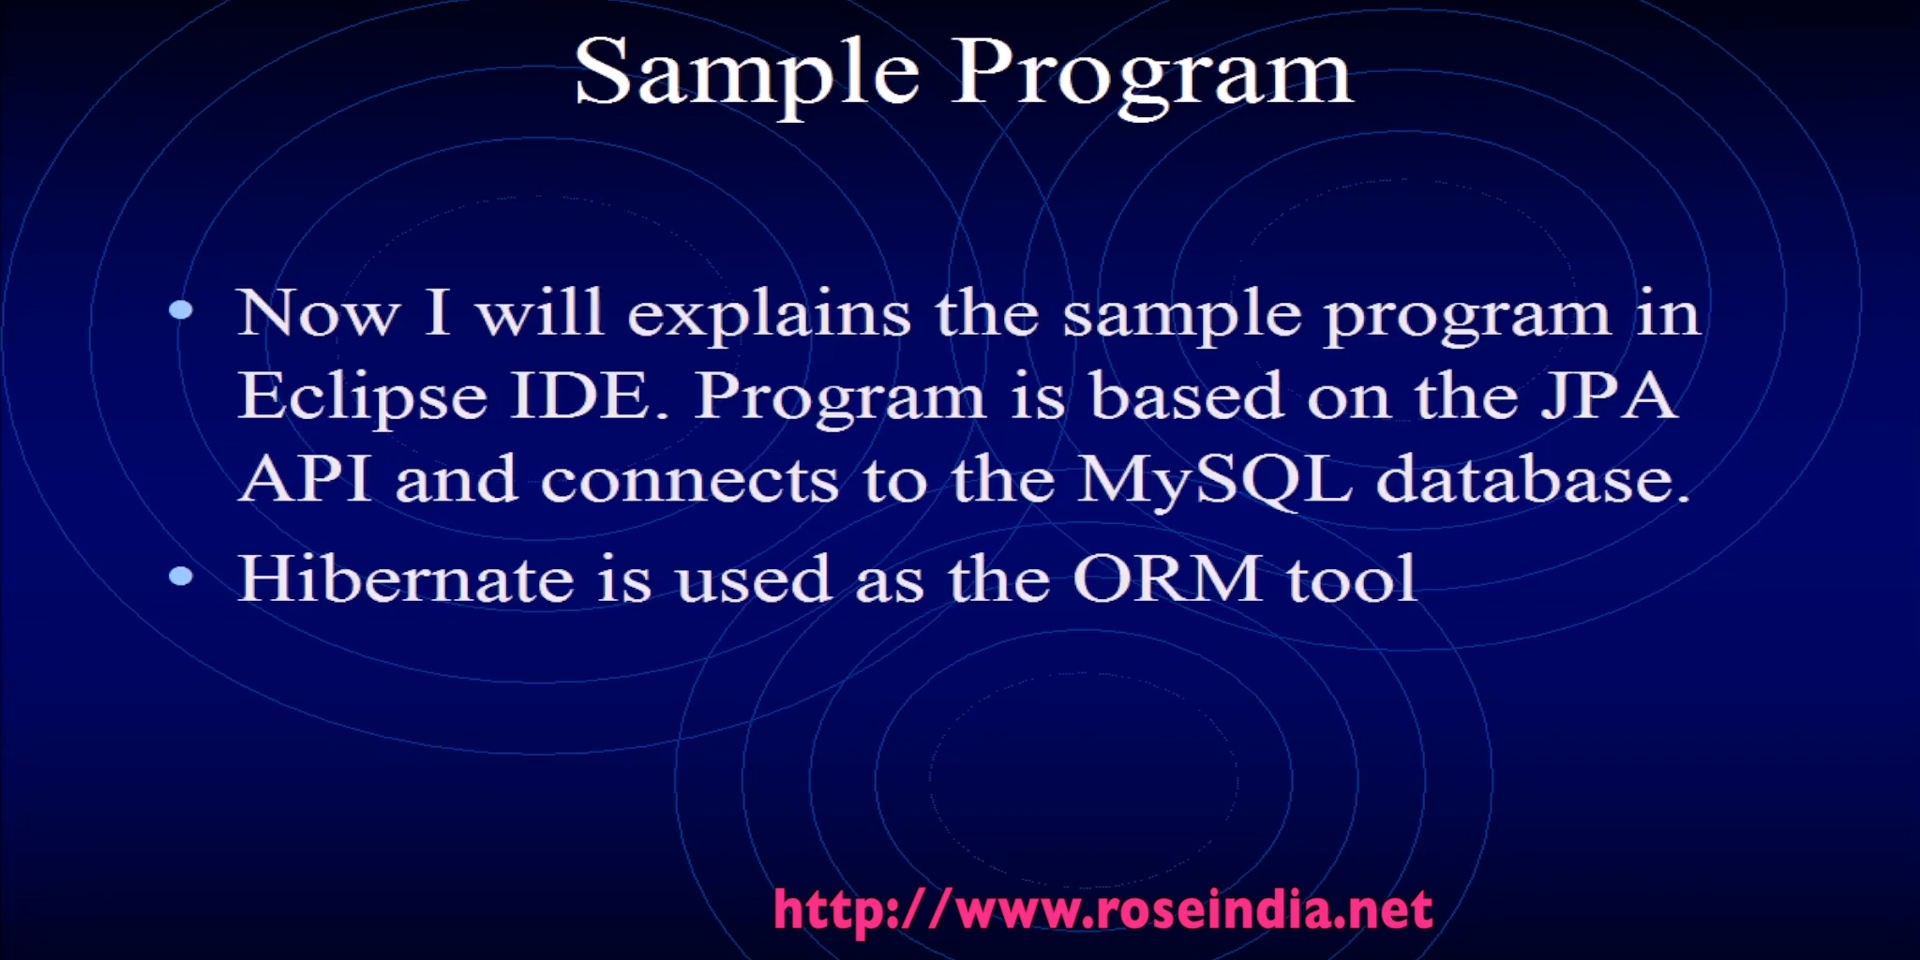 Sample Program
• Now I will explains the sample program in
Eclipse IDE. Program is based on the JPA
API and connects to the MySQL database.
• Hibernate is used as the ORM tool
http://www.roseindia.net